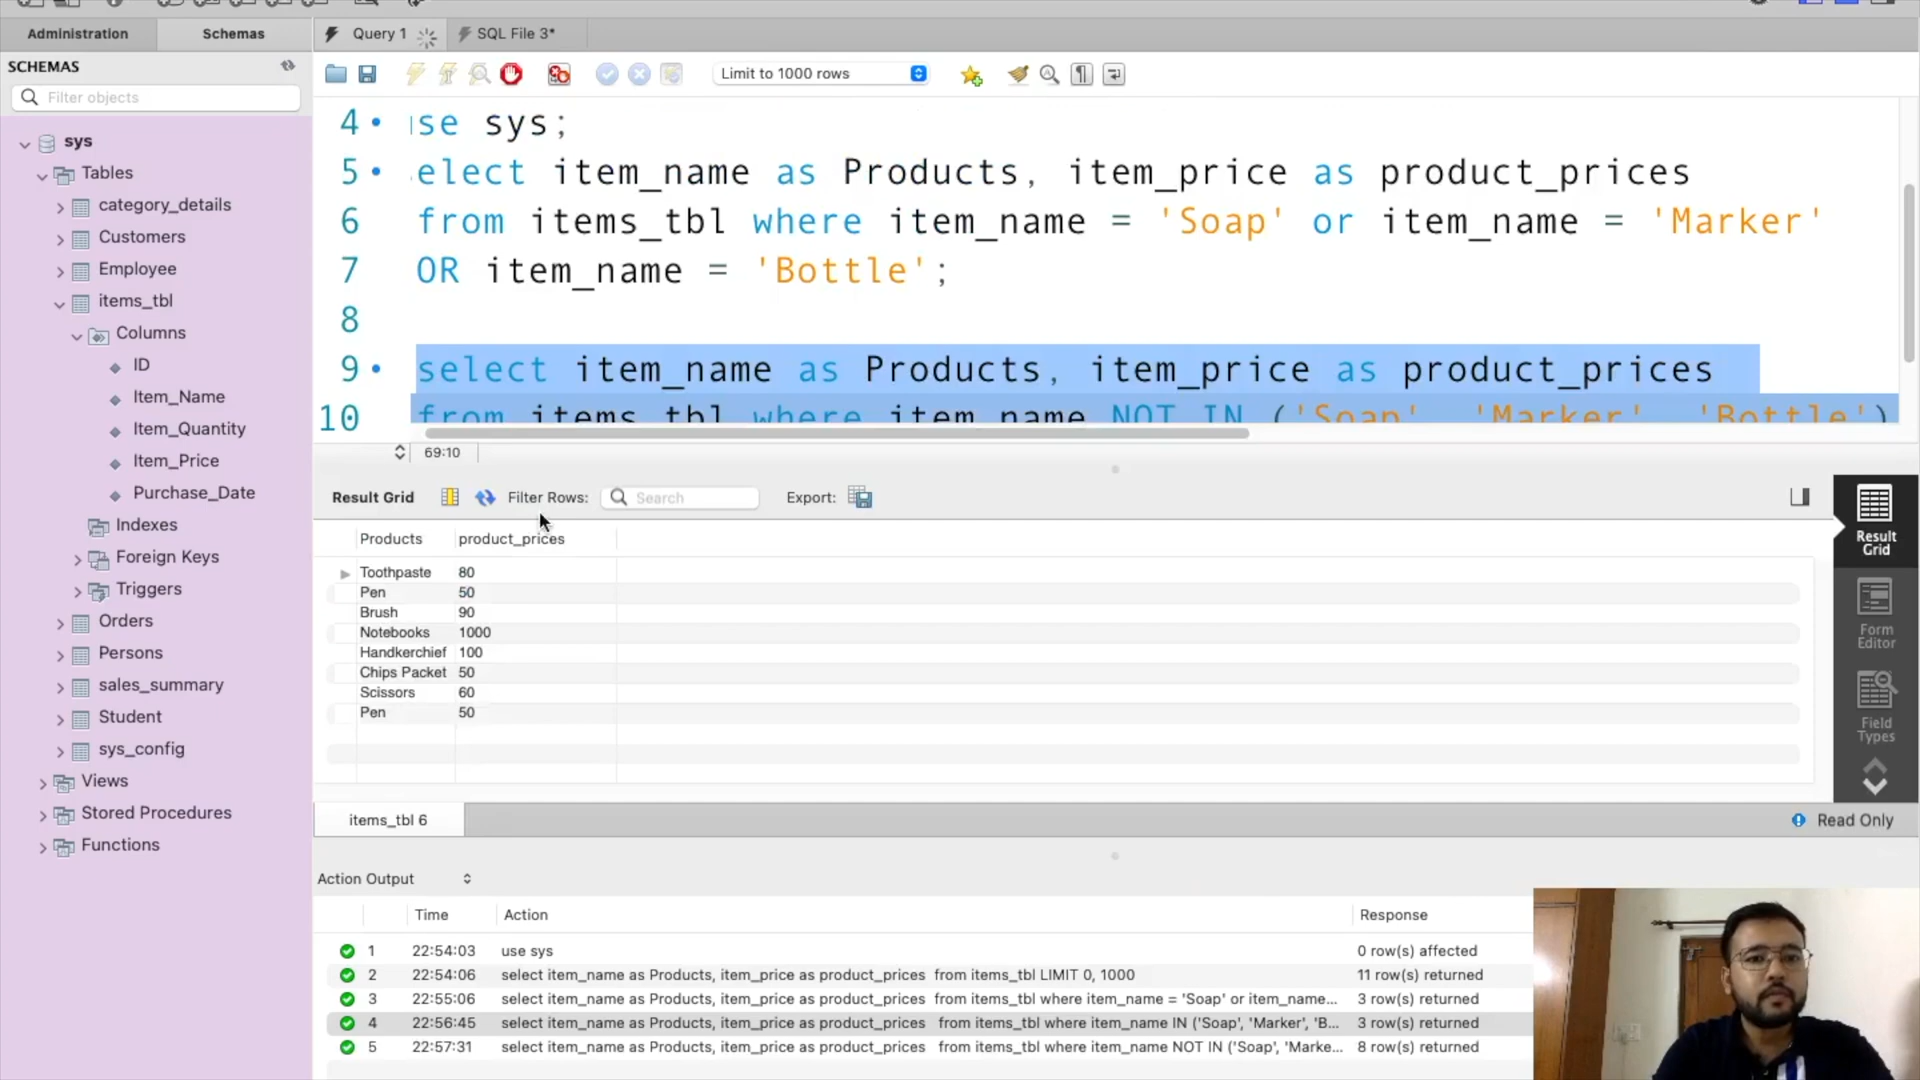 Administration
Schemas
Query 1
SQL File 3*
SCHEMAS
Filter objects
Limit to 1000 rows
sys
Tables
category_details
Customers
Employee
items_tbl
Columns
ID
Item_Name
Item_Quantity
Item_Price
Purchase_Date
Indexes
Foreign Keys
Triggers
Orders
Persons
sales_summary
Student
sys_config
Views
Stored Procedures
Functions
4 se sys;
5 elect item_name as Products, item_price as product_prices
6 from items_tbl where item_name = 'Soap' or item_name = 'Marker'
7 OR item_name = 'Bottle';
8
9 select item_name as Products, item_price as product_prices
10 from items_tbl where item_name NOT IN ('Soap', 'Marker', 'Bottle')
69:10
Result Grid
Filter Rows:
Search
Export:
Products product_prices
Toothpaste 80
Pen 50
Brush 90
Notebooks 1000
Handkerchief 100
Chips Packet 50
Scissors 60
Pen 50
Result
Grid
Form
Editor
Field
Types
items_tbl 6
Read Only
Action Output
Time Action Response
1 22:54:03 use sys 0 row(s) affected
2 22:54:06 select item_name as Products, item_price as product_prices from items_tbl LIMIT 0, 1000 11 row(s) returned
3 22:55:06 select item_name as Products, item_price as product_prices from items_tbl where item_name = 'Soap' or item_name... 3 row(s) returned
4 22:56:45 select item_name as Products, item_price as product_prices from items_tbl where item_name IN ('Soap', 'Marker', 'B... 3 row(s) returned
5 22:57:31 select item_name as Products, item_price as product_prices from items_tbl where item_name NOT IN ('Soap', 'Marke... 8 row(s) returned